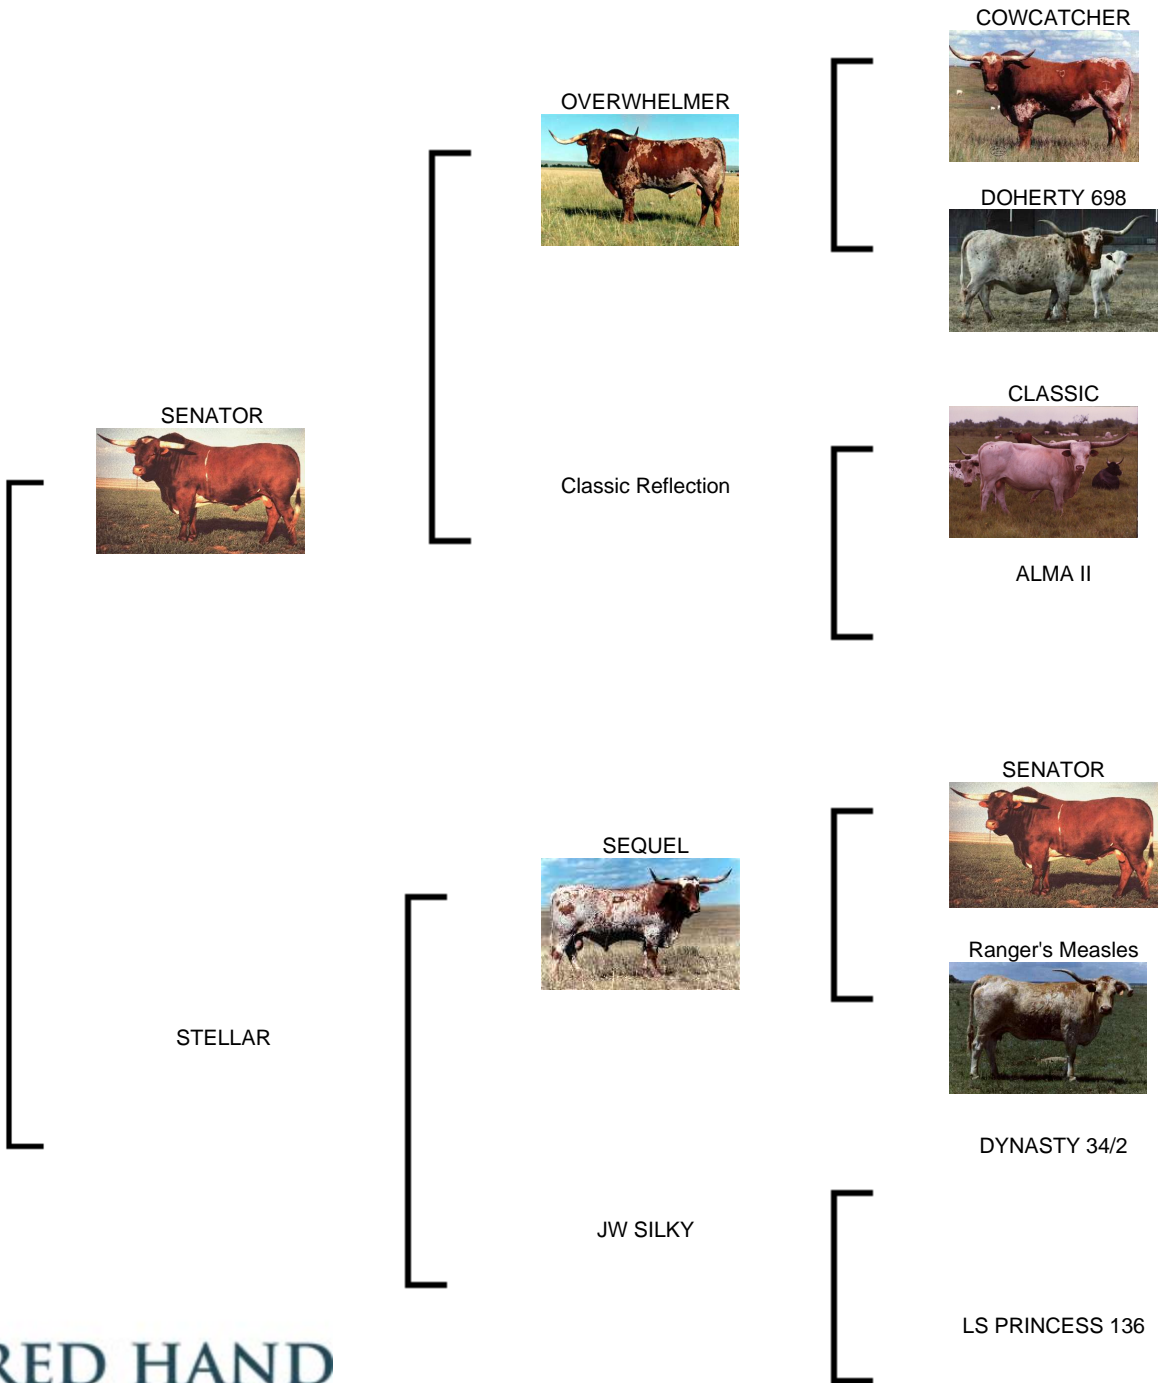 COWCATCHER
OVERWHELMER
DOHERTY 698
CLASSIC
SENATOR
Classic Reflection
ALMA II
SENATOR
SEQUEL
Ranger's Measles
STELLAR
DYNASTY 34/2
JW SILKY
LS PRINCESS 136
RED HAND